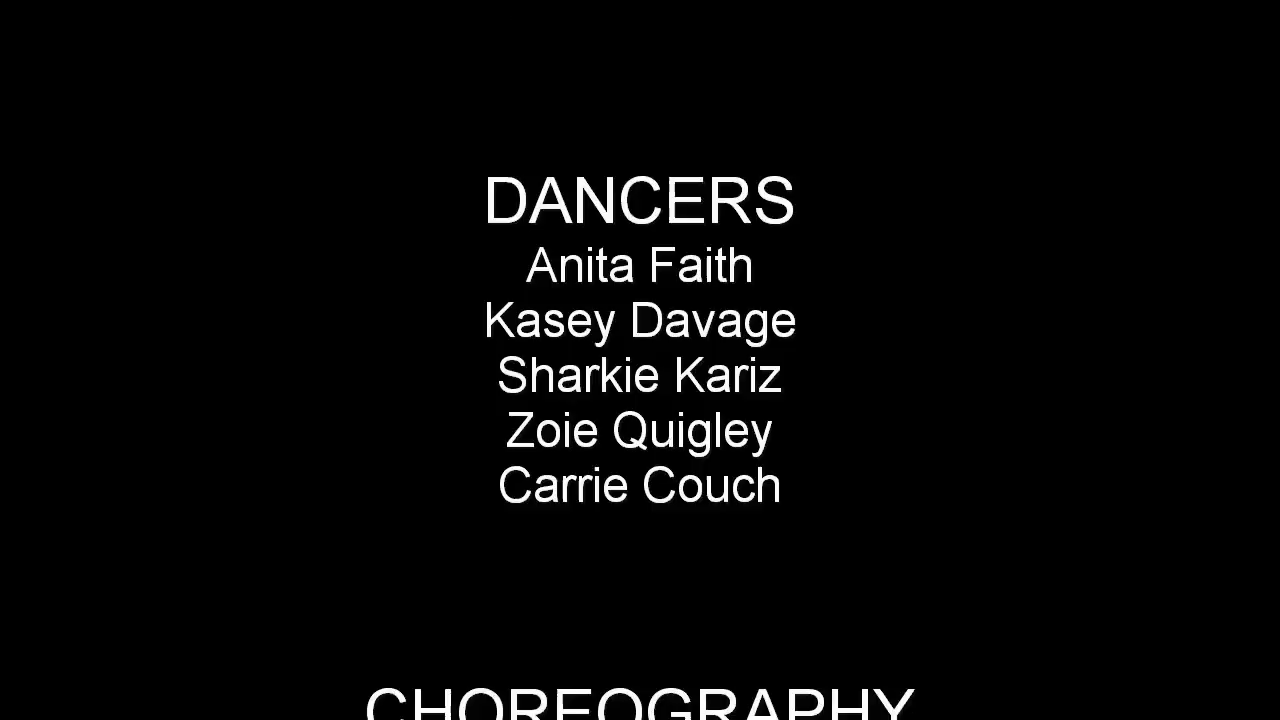 DANCERS
Anita Faith
Kasey Davage
Sharkie Kariz
Zoie Quigley
Carrie Couch
CHOREOGRAPHY